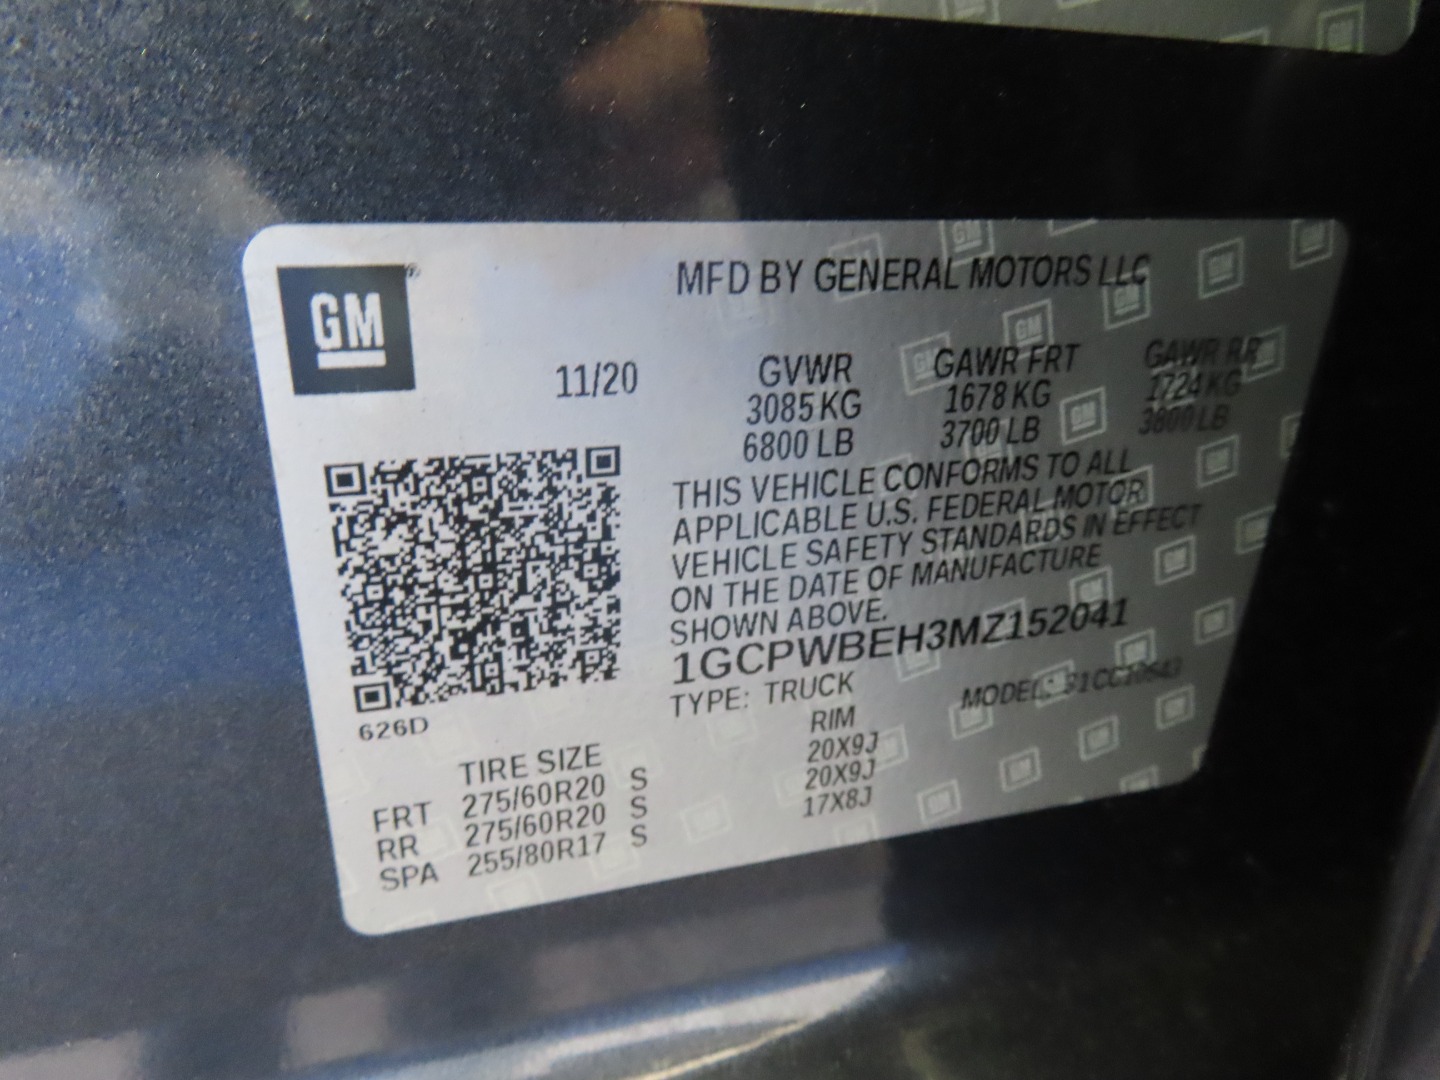 GM
MFD BY GENERAL MOTORS LLC
11/20
GVWR GAWR FRT GAWR RR
3085 KG 1678 KG 1724 KG
6800 LB 3700 LB 3800 LB
THIS VEHICLE CONFORMS TO ALL
APPLICABLE U.S. FEDERAL MOTOR
VEHICLE SAFETY STANDARDS IN EFFECT
ON THE DATE OF MANUFACTURE
SHOWN ABOVE.
1GCPWBEH3MZ152041
TYPE: TRUCK MODEL:
626D
TIRE SIZE RIM
FRT 275/60R20 S 20X9J
RR 275/60R20 S 20X9J
SPA 255/80R17 S 17X8J